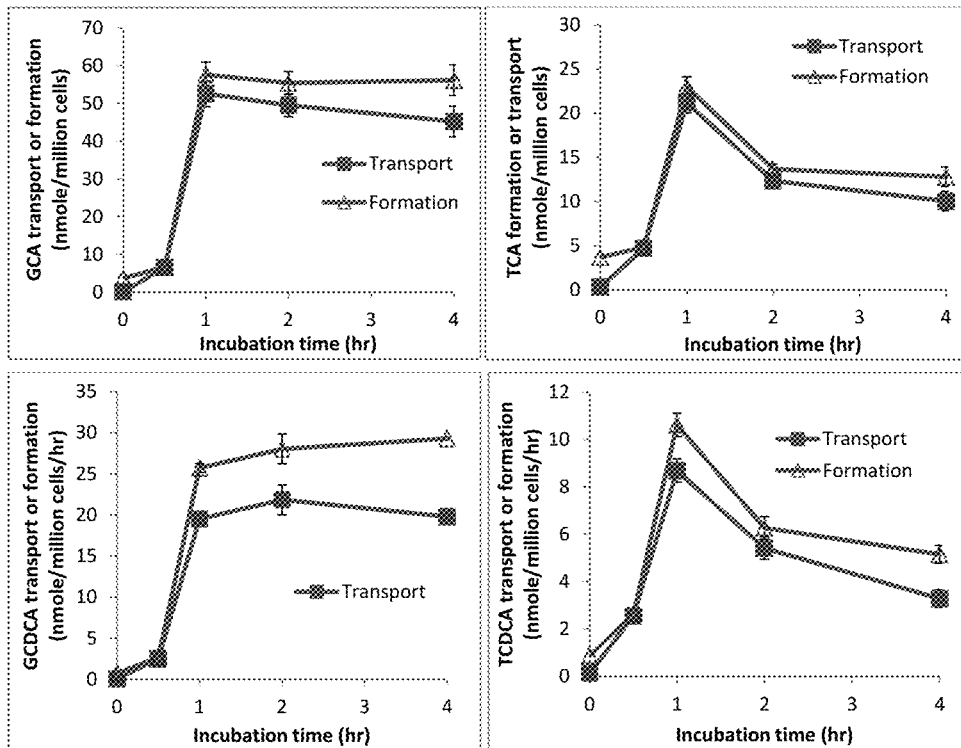 GCA transport or formation
(nmole/million cells)
70
60
50
40
30
20
10
0
Transport
Formation
0 1 2 3 4
Incubation time (hr)
TCA formation or transport
(nmole/million cells)
30
25
20
15
10
5
0
Transport
Formation
0 1 2 3 4
Incubation time (hr)
GCDCA transport or formation
(nmole/million cells/hr)
35
30
25
20
15
10
5
0
Transport
0 1 2 3 4
Incubation time (hr)
TCDCA transport or formation
(nmole/million cells/hr)
12
10
8
6
4
2
0
Transport
Formation
0 1 2 3 4
Incubation time (hr)